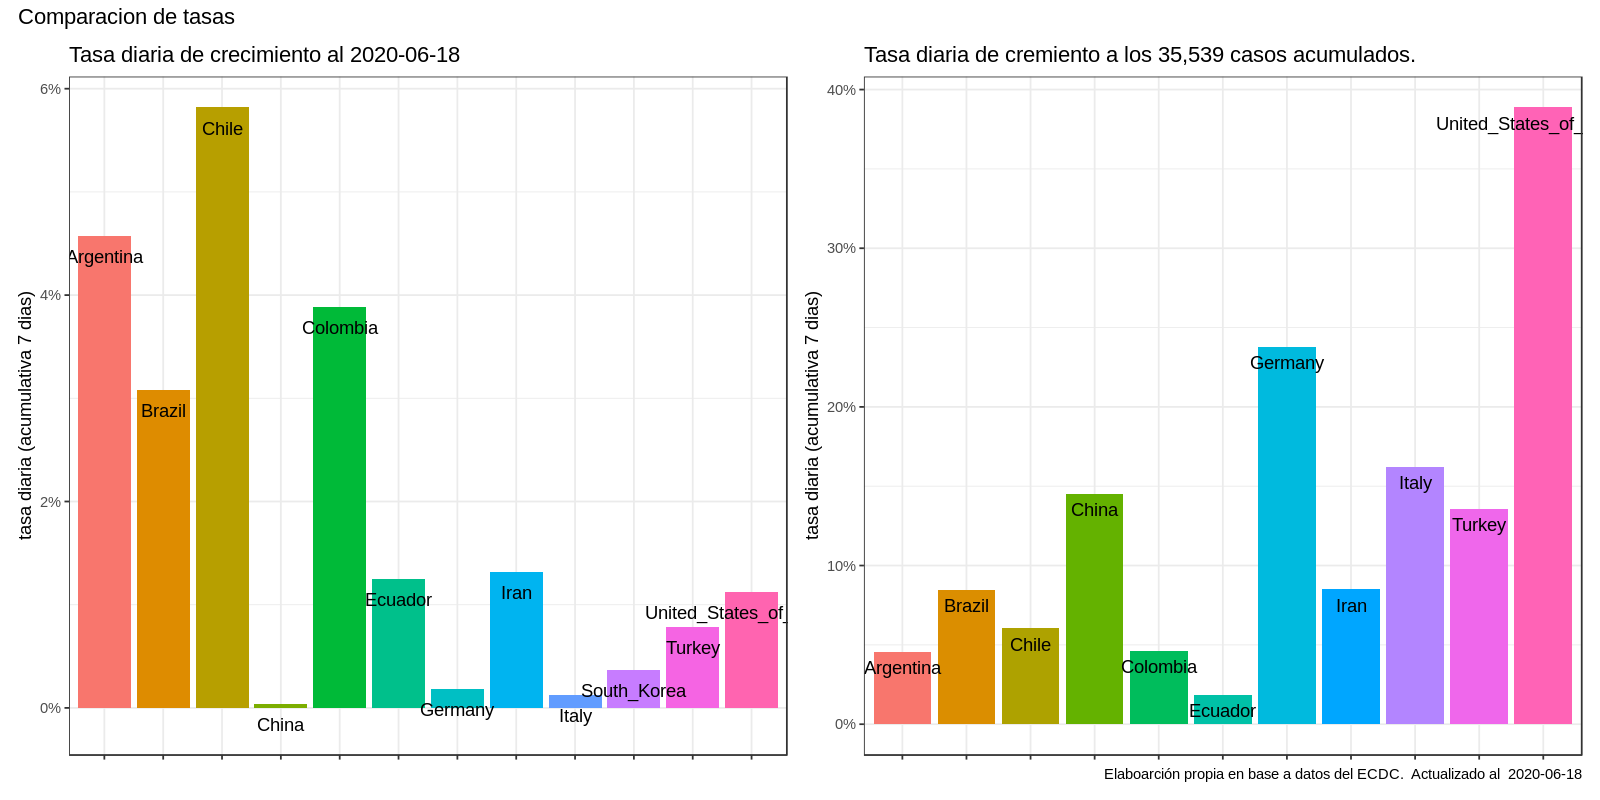 Comparacion de tasas
Tasa diaria de crecimiento al 2020-06-18
tasa diaria (acumulativa 7 dias)
6%
4%
2%
0%
Argentina
Brazil
Chile
China
Colombia
Ecuador
Germany
Iran
Italy
South_Korea
Turkey
United_States_of_
Tasa diaria de cremiento a los 35,539 casos acumulados.
tasa diaria (acumulativa 7 dias)
40%
30%
20%
10%
0%
Argentina
Brazil
Chile
China
Colombia
Ecuador
Germany
Iran
Italy
Turkey
United_States_of_
Elaboarción propia en base a datos del ECDC.  Actualizado al  2020-06-18